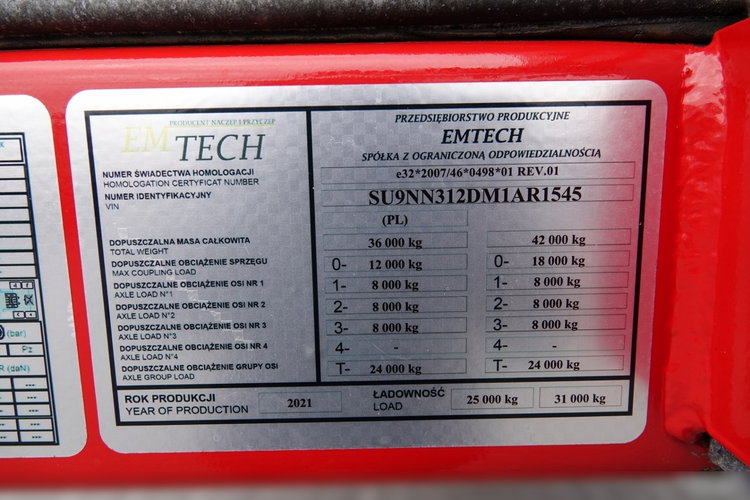 PRODUCENT NACZEP I PRZYCZEP
EMTECH
PRZEDSIĘBIORSTWO PRODUKCYJNE
EMTECH
SPÓŁKA Z OGRANICZONĄ ODPOWIEDZIALNOŚCIĄ
NUMER ŚWIADECTWA HOMOLOGACJI
HOMOLOGATION CERTYFICAT NUMBER
e32*2007/46*0498*01 REV.01
NUMER IDENTYFIKACYJNY
VIN
SU9NN312DM1AR1545
(PL)
DOPUSZCZALNA MASA CAŁKOWITA
TOTAL WEIGHT
36 000 kg 42 000 kg
DOPUSZCZALNE OBCIĄŻENIE SPRZĘGU
MAX COUPLING LOAD
0- 12 000 kg 0- 18 000 kg
DOPUSZCZALNE OBCIĄŻENIE OSI NR 1
AXLE LOAD N°1
1- 8 000 kg 1- 8 000 kg
DOPUSZCZALNE OBCIĄŻENIE OSI NR 2
AXLE LOAD N°2
2- 8 000 kg 2- 8 000 kg
DOPUSZCZALNE OBCIĄŻENIE OSI NR 3
AXLE LOAD N°3
3- 8 000 kg 3- 8 000 kg
DOPUSZCZALNE OBCIĄŻENIE OSI NR 4
AXLE LOAD N°4
4- - 4- -
DOPUSZCZALNE OBCIĄŻENIE GRUPY OSI
AXLE GROUP LOAD
T- 24 000 kg T- 24 000 kg
ROK PRODUKCJI
YEAR OF PRODUCTION
2021
ŁADOWNOŚĆ
LOAD
25 000 kg 31 000 kg
K
(bar)
Pz
R (daN)
---
---
---
---
---